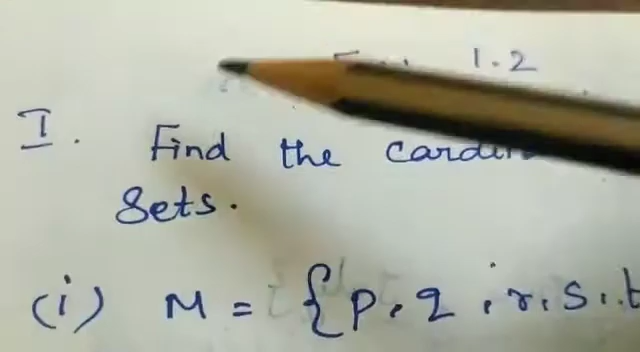 1.2
I. Find the
Sets.
(i) M = {p, q, r, s, t